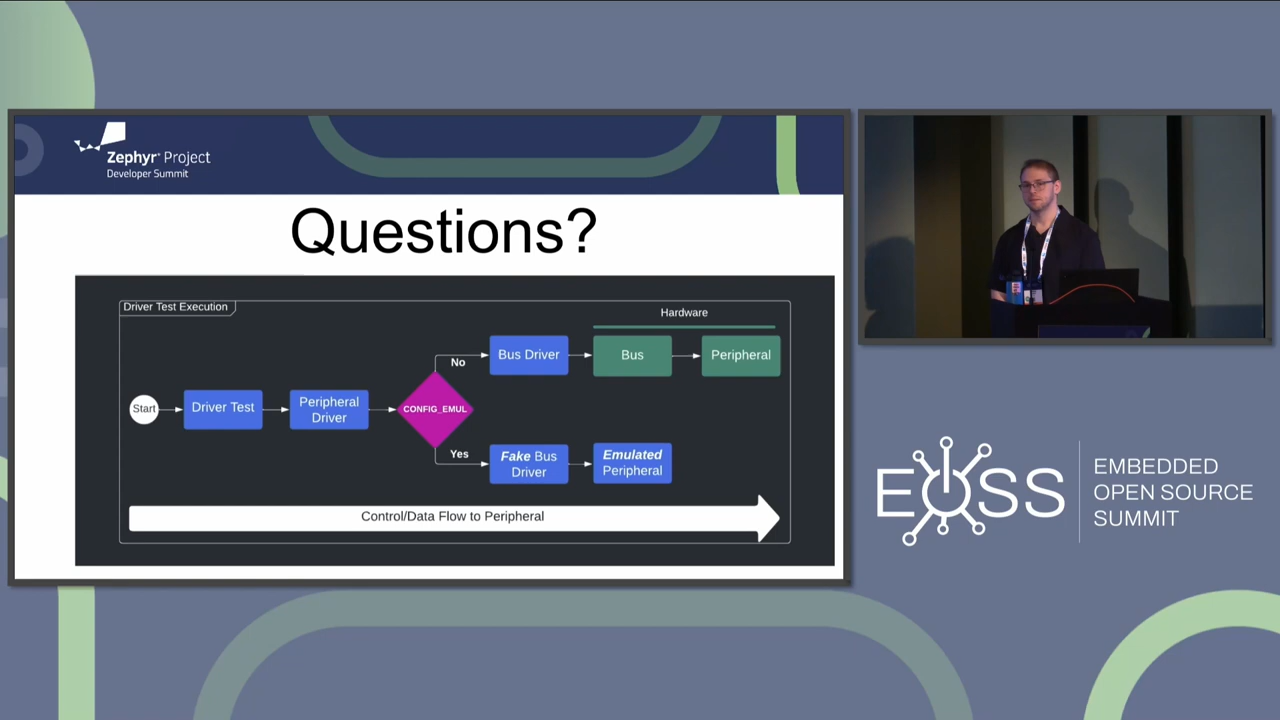 Zephyr® Project
Developer Summit
Questions?
Driver Test Execution
Hardware
No
Bus Driver
Bus
Peripheral
Start
Driver Test
Peripheral
Driver
CONFIG_EMUL
Yes
Fake Bus
Driver
Emulated
Peripheral
Control/Data Flow to Peripheral
EOSS
EMBEDDED
OPEN SOURCE
SUMMIT